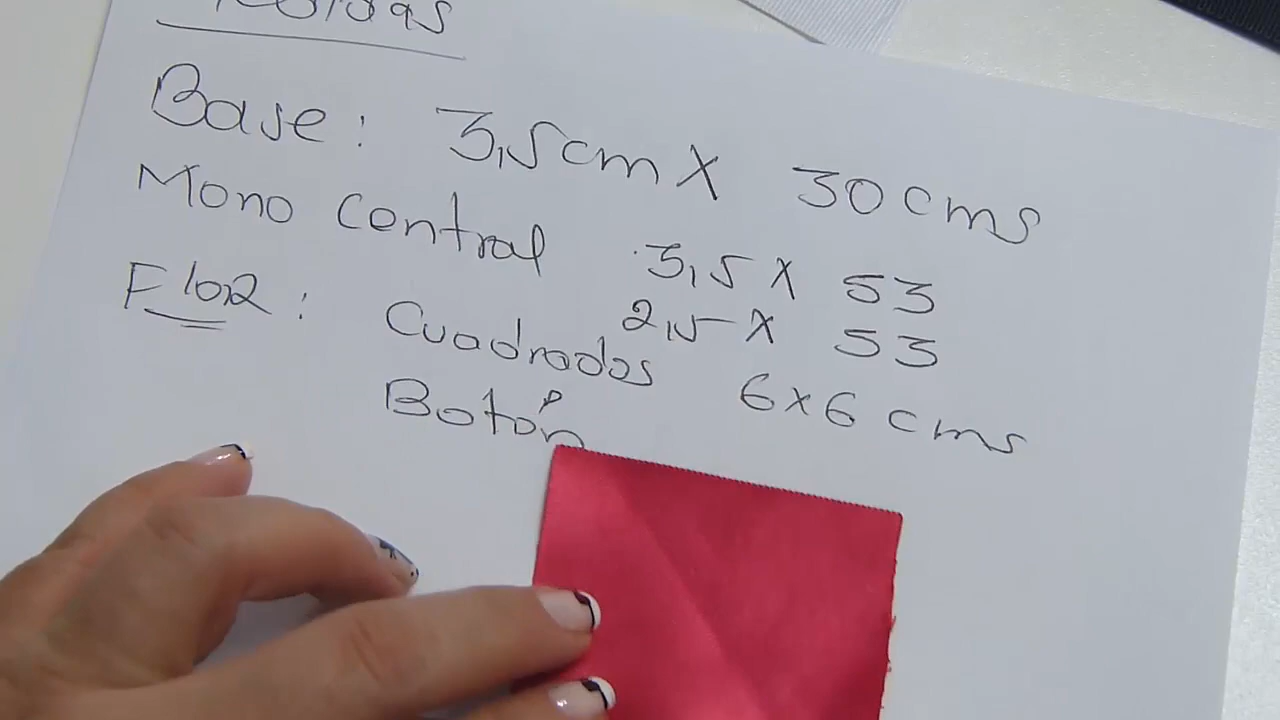 Base: 3,5cm X 30cms
Mono Central 3,5 X 53
2,5 X 53
Flor: Cuadrados 6x6 cms
Botón